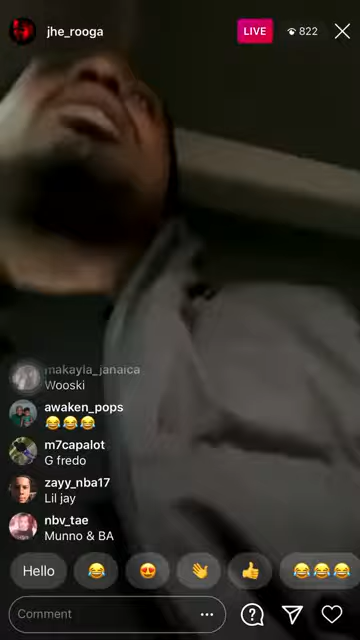 jhe_rooga
LIVE
822
makayla_janaica
Wooski
awaken_pops
😂😂😂
m7capalot
G fredo
zayy_nba17
Lil jay
nbv_tae
Munno & BA
Hello
Comment